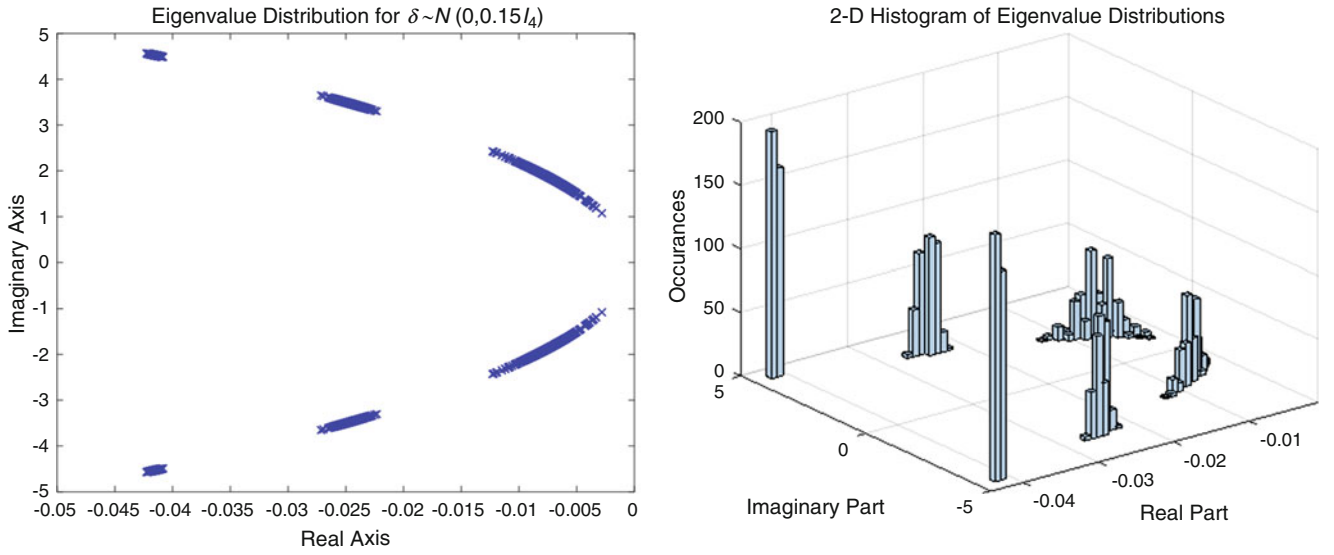 Eigenvalue Distribution for δ~N (0,0.15I₄)
5
4
3
2
1
0
-1
-2
-3
-4
-5
Imaginary Axis
-0.05 -0.045 -0.04 -0.035 -0.03 -0.025 -0.02 -0.015 -0.01 -0.005 0
Real Axis
2-D Histogram of Eigenvalue Distributions
200
150
100
50
0
Occurances
5
0
-5
Imaginary Part
-0.04
-0.03
-0.02
-0.01
Real Part